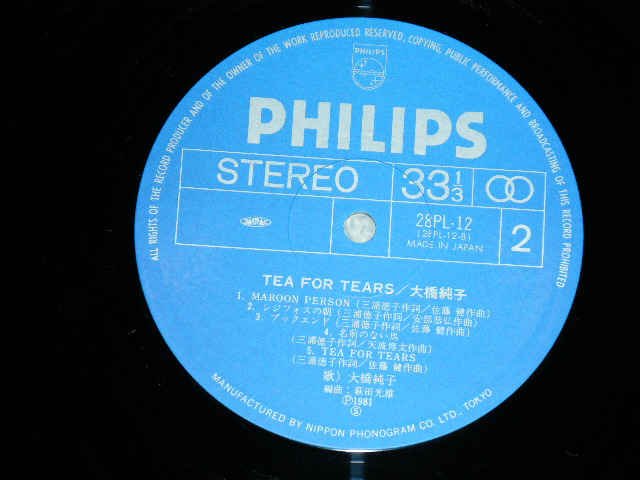 ALL RIGHTS OF THE RECORD PRODUCER AND OF THE OWNER OF THE WORK REPRODUCED RESERVED. COPYING, PUBLIC PERFORMANCE AND BROADCASTING OF THIS RECORD PROHIBITED
PHILIPS
PHILIPS
STEREO
33 1/3
28PL-12
(28PL-12-B)
MADE IN JAPAN
2
TEA FOR TEARS／大橋純子
1. MAROON PERSON (三浦徳子作詞／佐藤 健作曲)
2. シジフォスの朝 (三浦徳子作詞／安部恭弘作曲)
3. ブックエンド (三浦徳子作詞／佐藤 健作曲)
4. 名前のない馬
(三浦徳子作詞／天波博文作曲)
5. TEA FOR TEARS
(三浦徳子作詞／佐藤 健作曲)
歌）大橋純子
編曲：萩田光雄
Ⓟ1981
Ⓢ
MANUFACTURED BY NIPPON PHONOGRAM CO. LTD., TOKYO